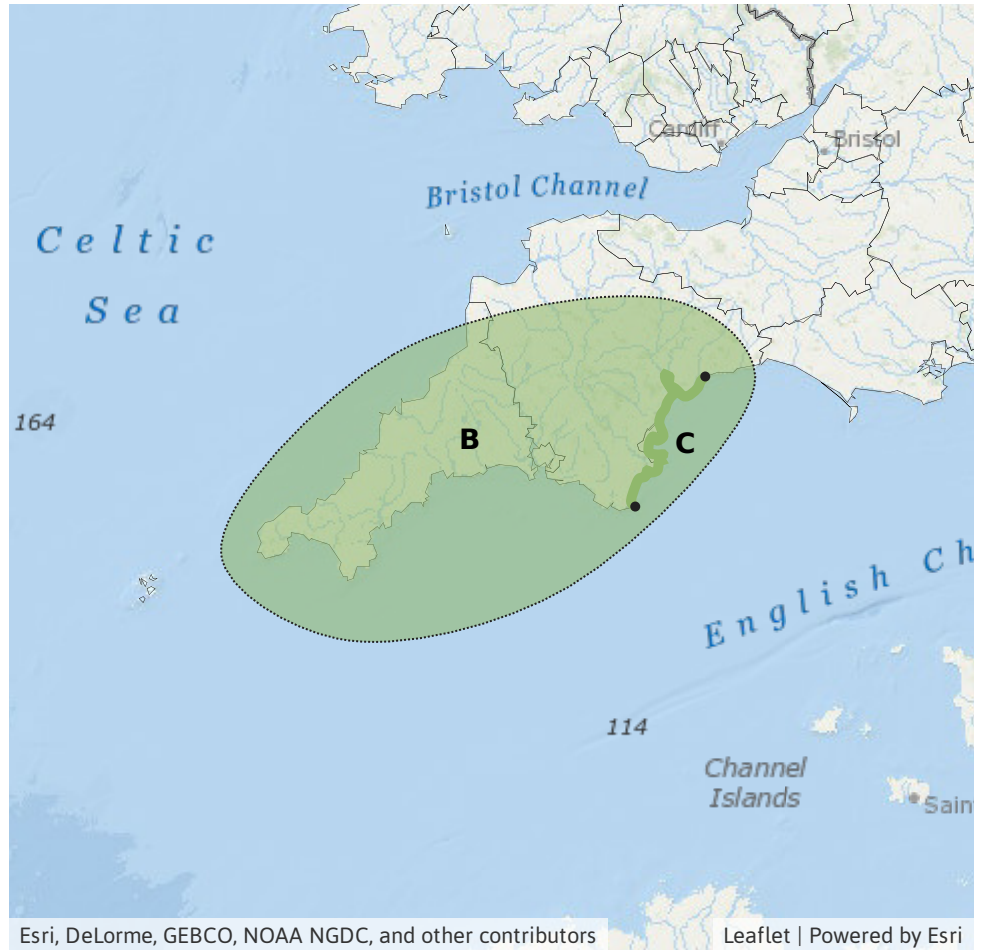 Cardiff
Bristol
Bristol Channel
Celtic
Sea
164
B
C
English Ch
114
Channel
Islands
Sain
Esri, DeLorme, GEBCO, NOAA NGDC, and other contributors
Leaflet | Powered by Esri